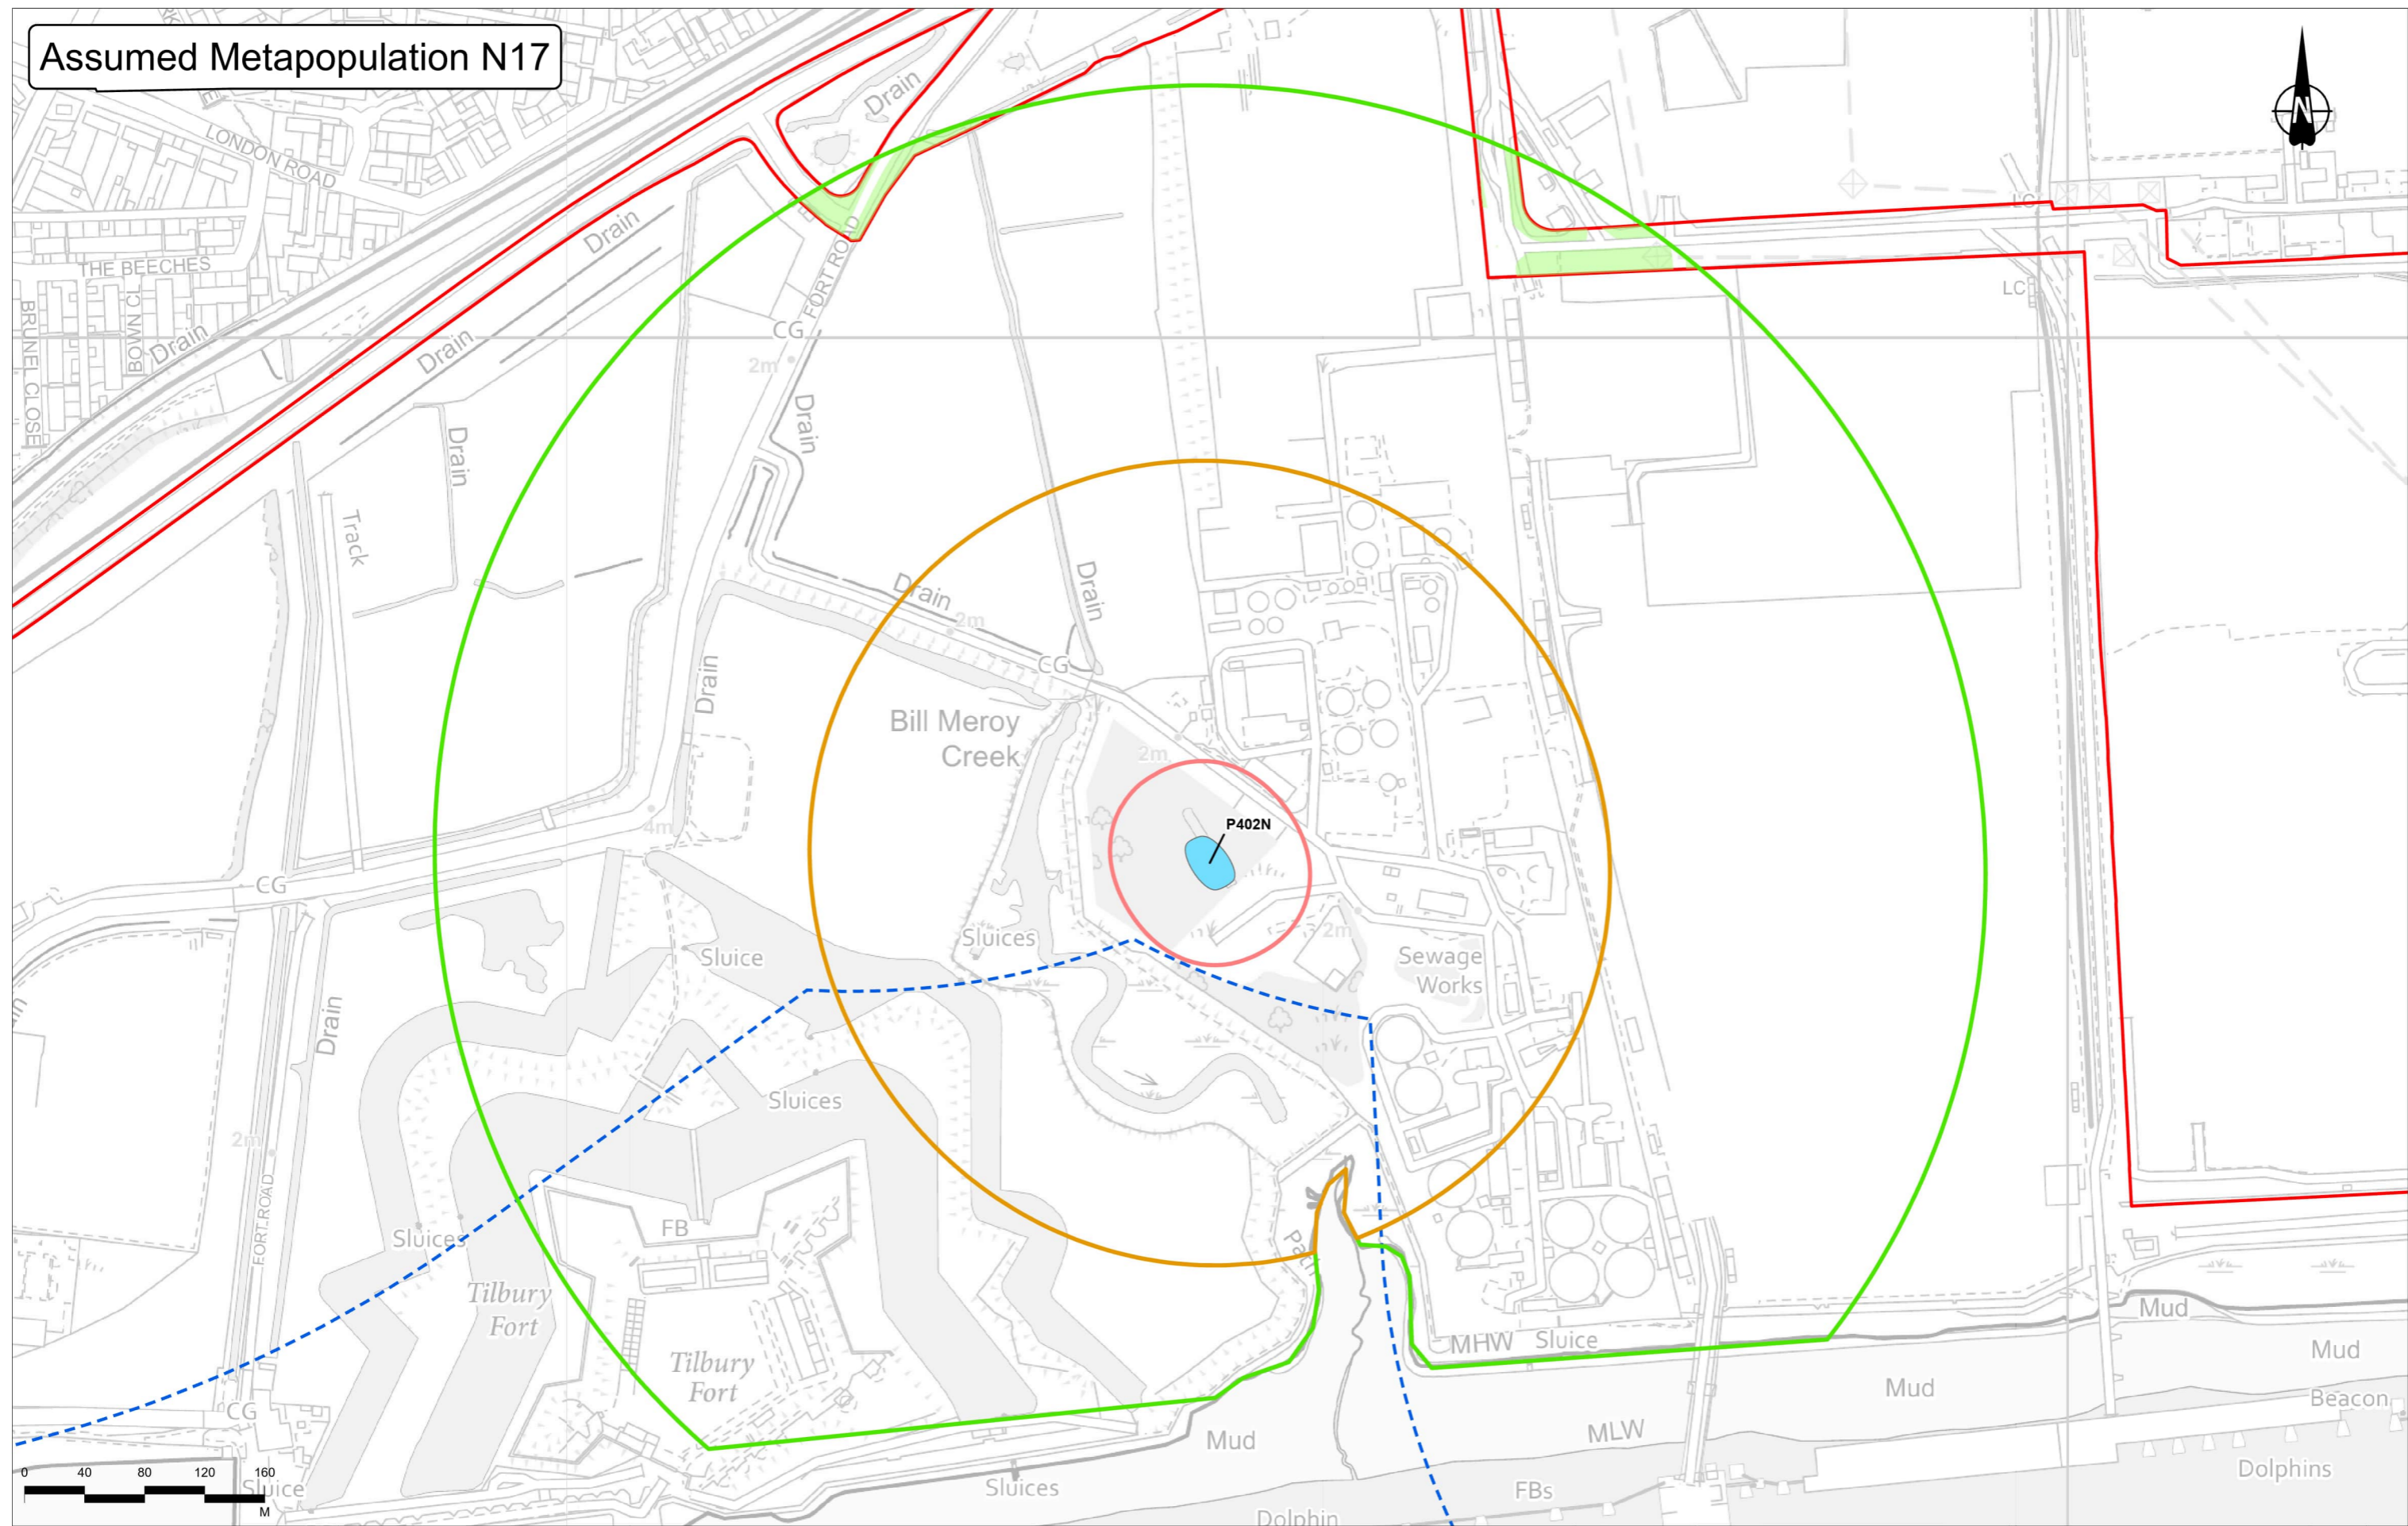 Assumed Metapopulation N17
N
Drain
LONDON ROAD
Drain
THE BEECHES
BRUNEL CLOSE
BOWN CL
Drain
Drain
FORT ROAD
CG
2m
Drain
LC
LC
Drain
Track
Drain
2m
Drain
CG
Drain
Bill Meroy
Creek
2m
P402N
4m
CG
Sluice
Sluices
2m
Sewage
Works
Drain
Sluices
2m
FORT ROAD
Sluices
FB
Path
Tilbury
Fort
Tilbury
Fort
MHW
Sluice
Mud
Mud
Mud
Beacon
CG
Mud
MLW
0 40 80 120 160
M
Sluice
Sluices
FBs
Dolphins
Dolphin